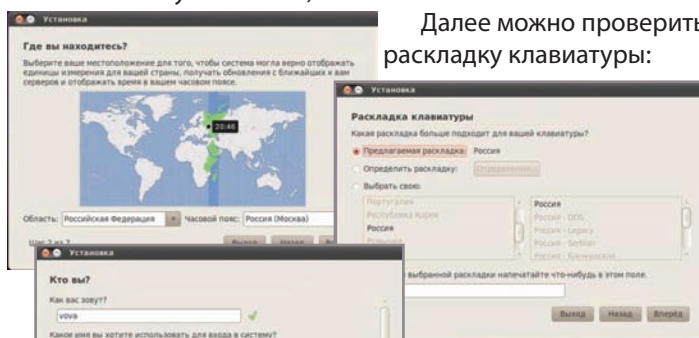 Далее можно проверить
раскладку клавиатуры:
Установка
Где вы находитесь?
Выберите ваше местоположение для того, чтобы система могла верно отображать
единицы измерения для вашей страны, получать обновления с ближайших к вам
серверов и отображать время в вашем часовом поясе.
20:46
Область: Российская Федерация Часовой пояс: Россия (Москва)
Выход Назад
Установка
Раскладка клавиатуры
Какая раскладка больше подходит для вашей клавиатуры?
Предлагаемая раскладка: Россия
Определить раскладку:
Выбрать свою:
Португалия
Республика Корея
Россия
Россия
Россия - DOS
Россия - Legacy
Россия - Serbian
выбранной раскладки напечатайте что-нибудь в этом поле.
Выход Назад Вперёд
Установка
Кто вы?
Как вас зовут?
vova
Какое имя вы хотите использовать для входа в систему?